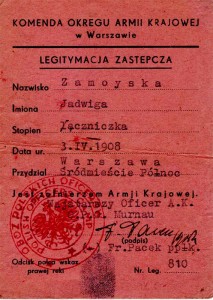 KOMENDA OKRĘGU ARMII KRAJOWEJ
w Warszawie
LEGITYMACJA ZASTĘPCZA
Nazwisko Zamoyska
Imiona Jadwiga
Stopień Łączniczka
Data ur. 3.IV.1908
Warszawa
Przydział Śródmieście Północ
Jest żołnierzem Armii Krajowej
Oficer A.K.
Murnau
(podpis)
Fr.Pacek ppłk.
Odcisk palca wskaz.
prawej ręki
Nr. Leg. 810